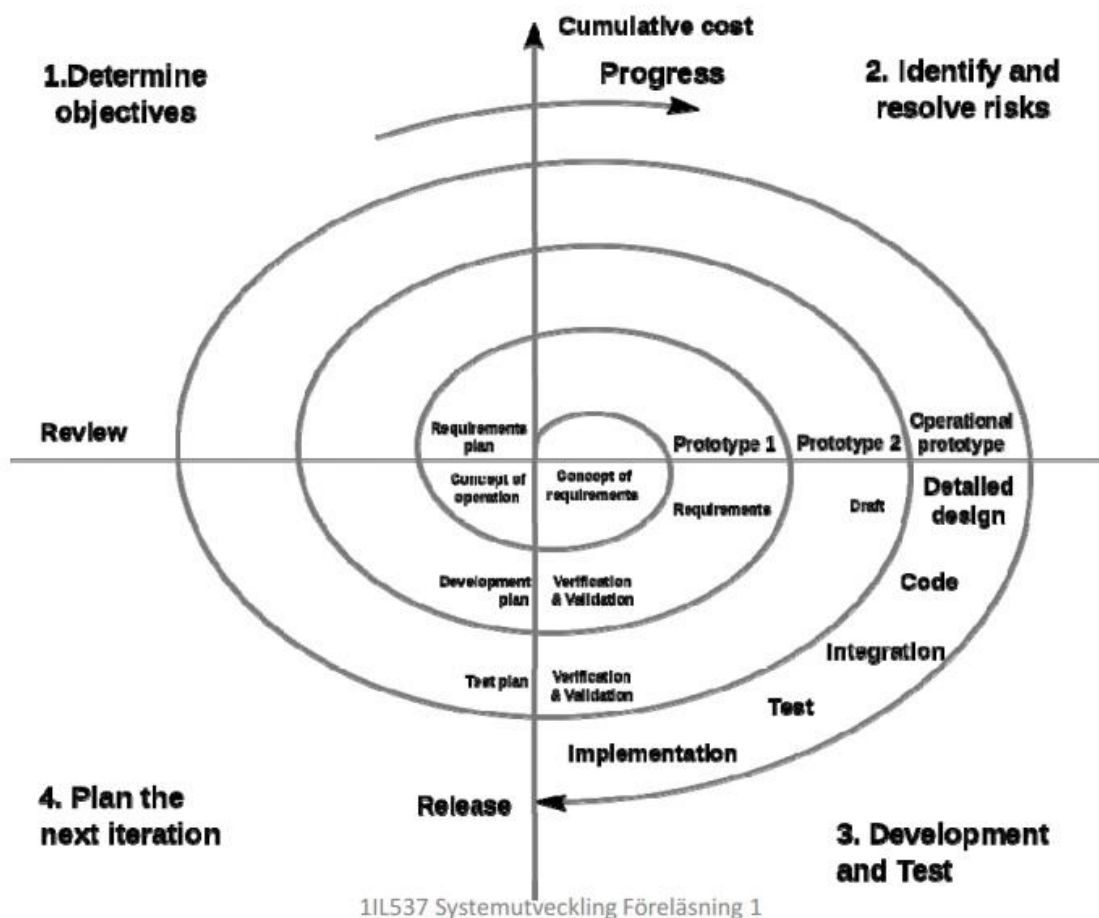 Cumulative cost
Progress
1.Determine
objectives
2. Identify and
resolve risks
Review
Requirements
plan
Prototype 1
Prototype 2
Operational
prototype
Concept of
operation
Concept of
requirements
Requirements
Draft
Detailed
design
Development
plan
Verification
& Validation
Code
Integration
Test plan
Verification
& Validation
Test
Implementation
Release
4. Plan the
next iteration
3. Development
and Test
1IL537 Systemutveckling Föreläsning 1